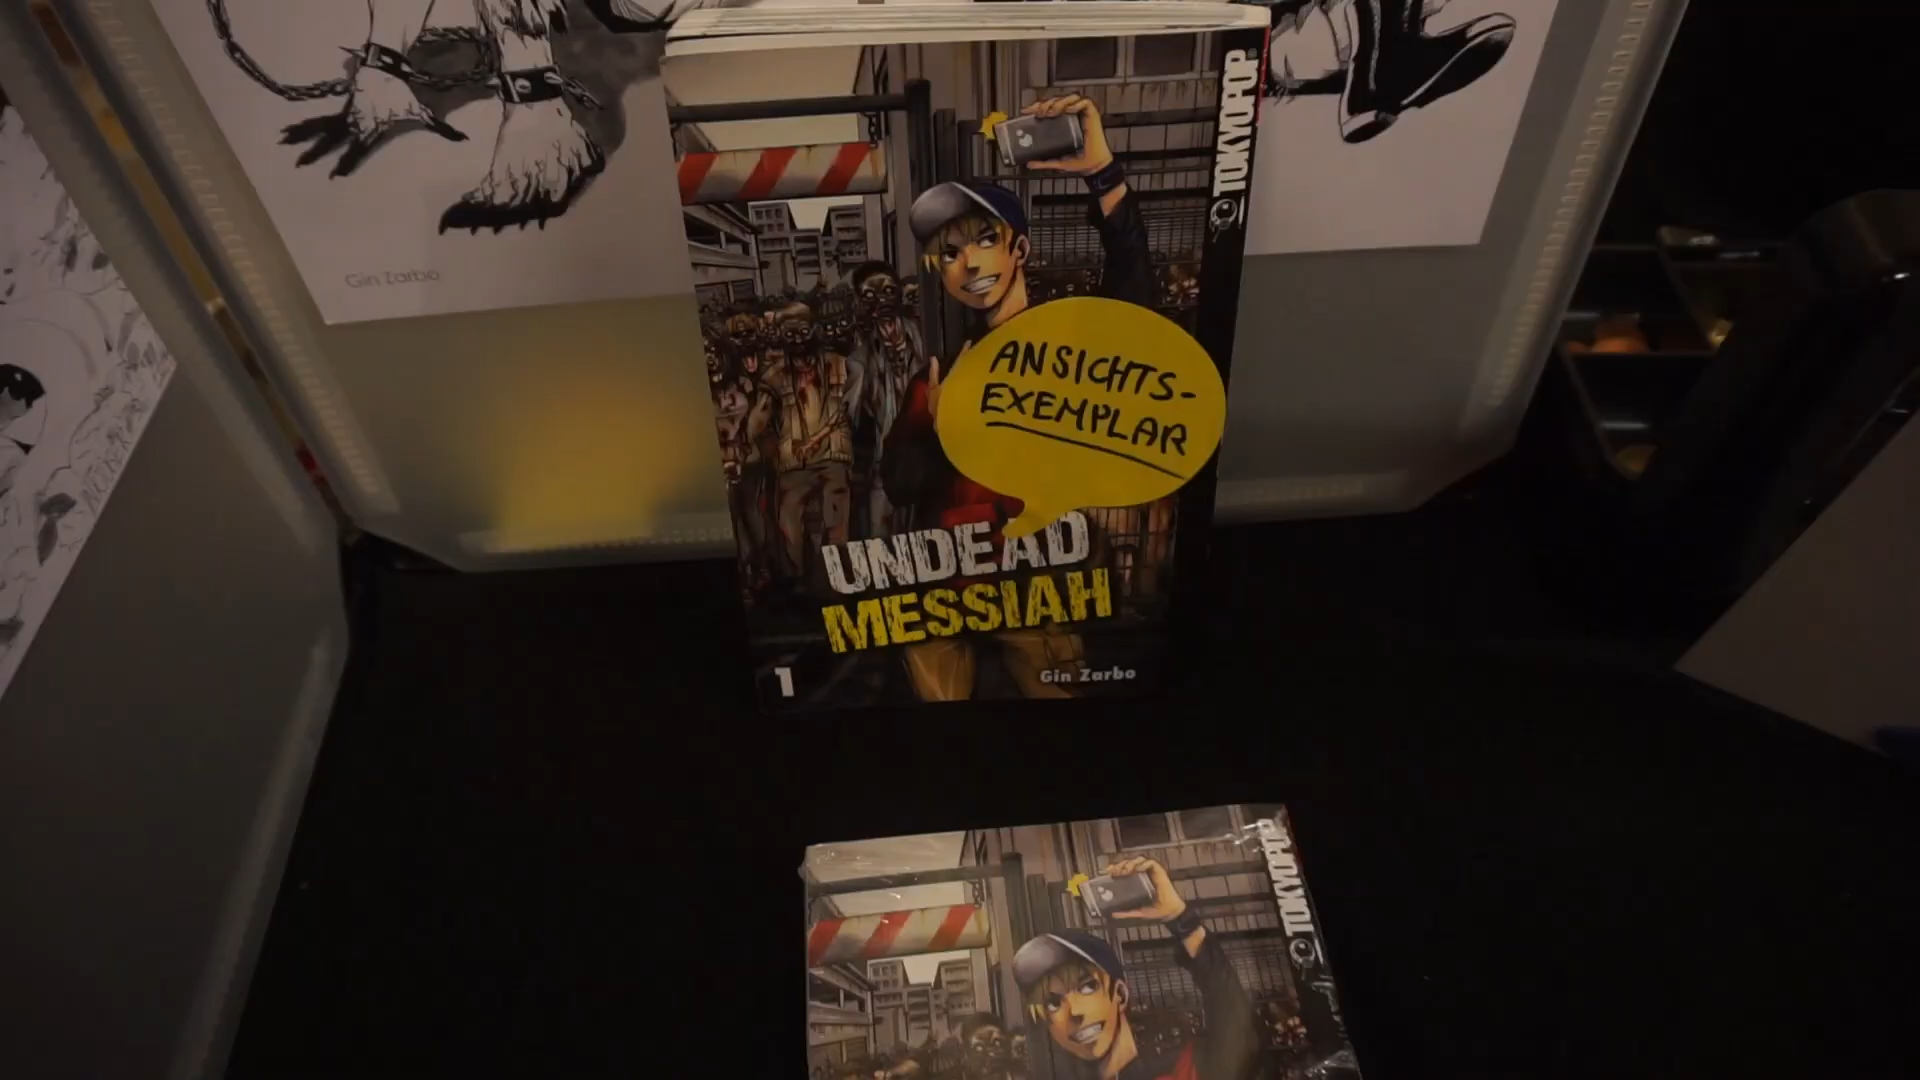 Gin Zarbo
TOKYOPOP
ANSICHTS-
EXEMPLAR
UNDEAD
MESSIAH
1
Gin Zarbo
TOKYOPOP